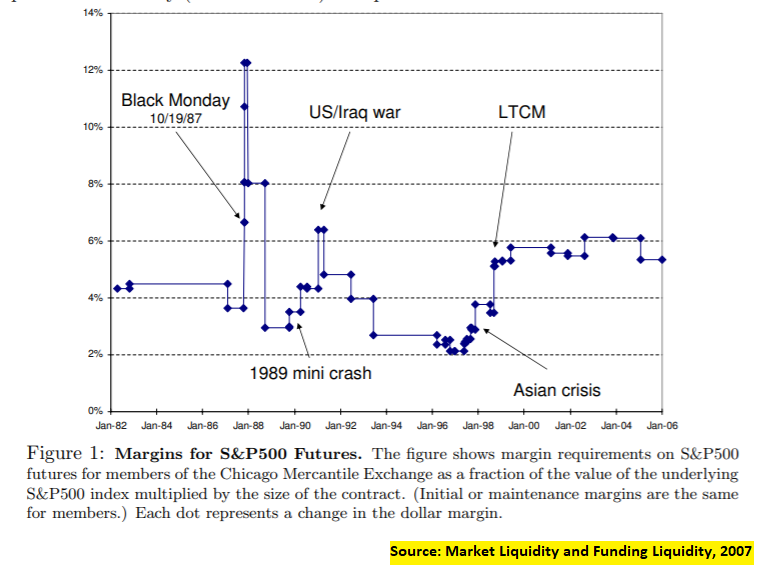 14%
12%
Black Monday
10/19/87
US/Iraq war
LTCM
10%
8%
6%
4%
2%
1989 mini crash
Asian crisis
0%
Jan-82 Jan-84 Jan-86 Jan-88 Jan-90 Jan-92 Jan-94 Jan-96 Jan-98 Jan-00 Jan-02 Jan-04 Jan-06
Figure 1: Margins for S&P500 Futures. The figure shows margin requirements on S&P500
futures for members of the Chicago Mercantile Exchange as a fraction of the value of the underlying
S&P500 index multiplied by the size of the contract. (Initial or maintenance margins are the same
for members.) Each dot represents a change in the dollar margin.
Source: Market Liquidity and Funding Liquidity, 2007